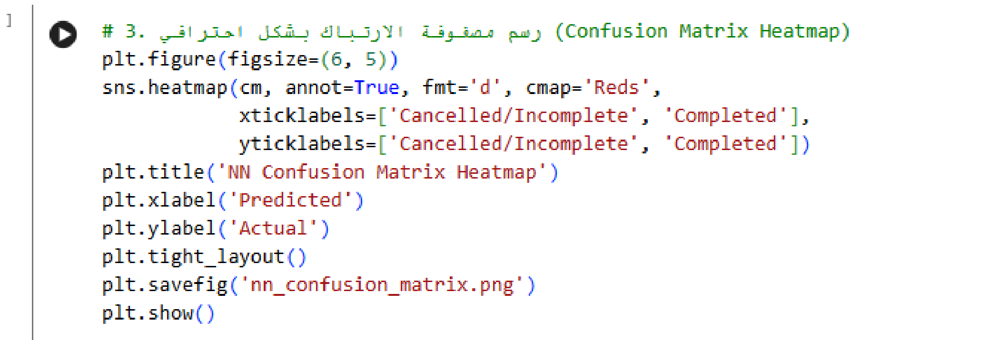 ]
# 3. رسم مصفوفة الارتباك بشكل احترافي (Confusion Matrix Heatmap)
plt.figure(figsize=(6, 5))
sns.heatmap(cm, annot=True, fmt='d', cmap='Reds',
            xticklabels=['Cancelled/Incomplete', 'Completed'],
            yticklabels=['Cancelled/Incomplete', 'Completed'])
plt.title('NN Confusion Matrix Heatmap')
plt.xlabel('Predicted')
plt.ylabel('Actual')
plt.tight_layout()
plt.savefig('nn_confusion_matrix.png')
plt.show()